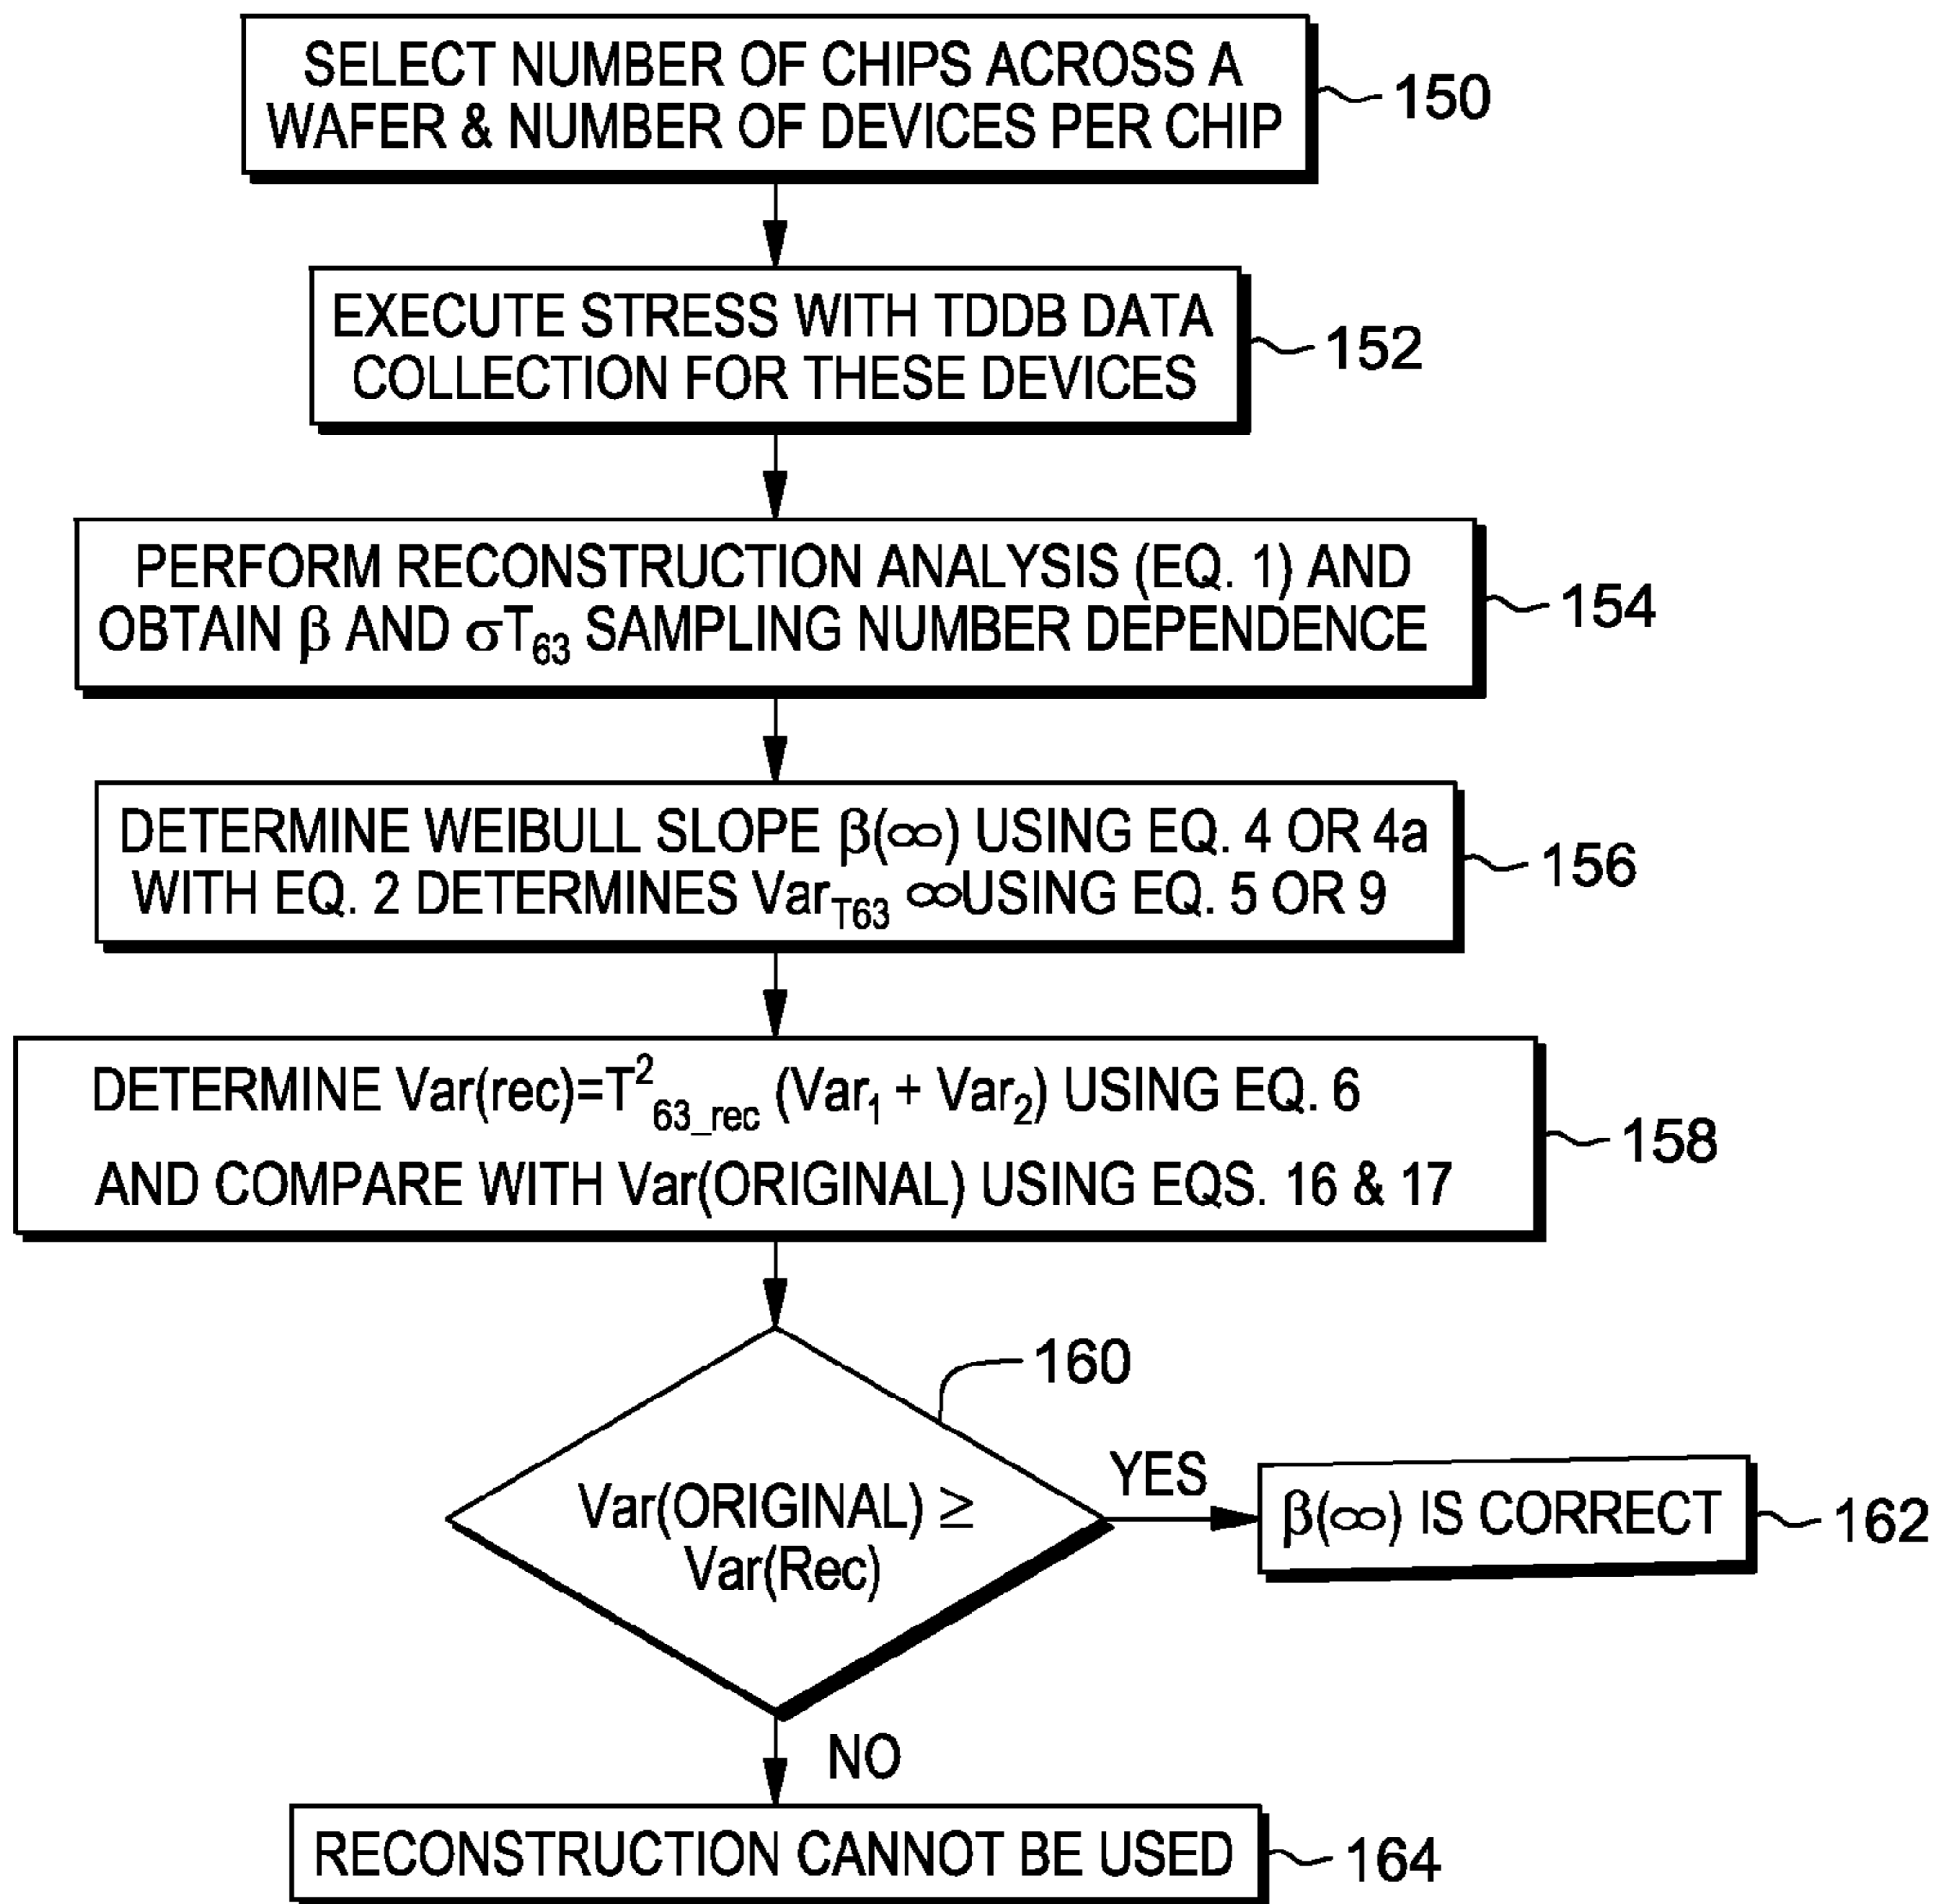 SELECT NUMBER OF CHIPS ACROSS A
WAFER & NUMBER OF DEVICES PER CHIP
150
EXECUTE STRESS WITH TDDB DATA
COLLECTION FOR THESE DEVICES
152
PERFORM RECONSTRUCTION ANALYSIS (EQ. 1) AND
OBTAIN β AND σT63 SAMPLING NUMBER DEPENDENCE
154
DETERMINE WEIBULL SLOPE β(∞) USING EQ. 4 OR 4a
WITH EQ. 2 DETERMINES VarT63 ∞USING EQ. 5 OR 9
156
DETERMINE Var(rec)=T²63_rec (Var1 + Var2) USING EQ. 6
AND COMPARE WITH Var(ORIGINAL) USING EQS. 16 & 17
158
160
Var(ORIGINAL) ≥
Var(Rec)
YES
β(∞) IS CORRECT
162
NO
RECONSTRUCTION CANNOT BE USED
164